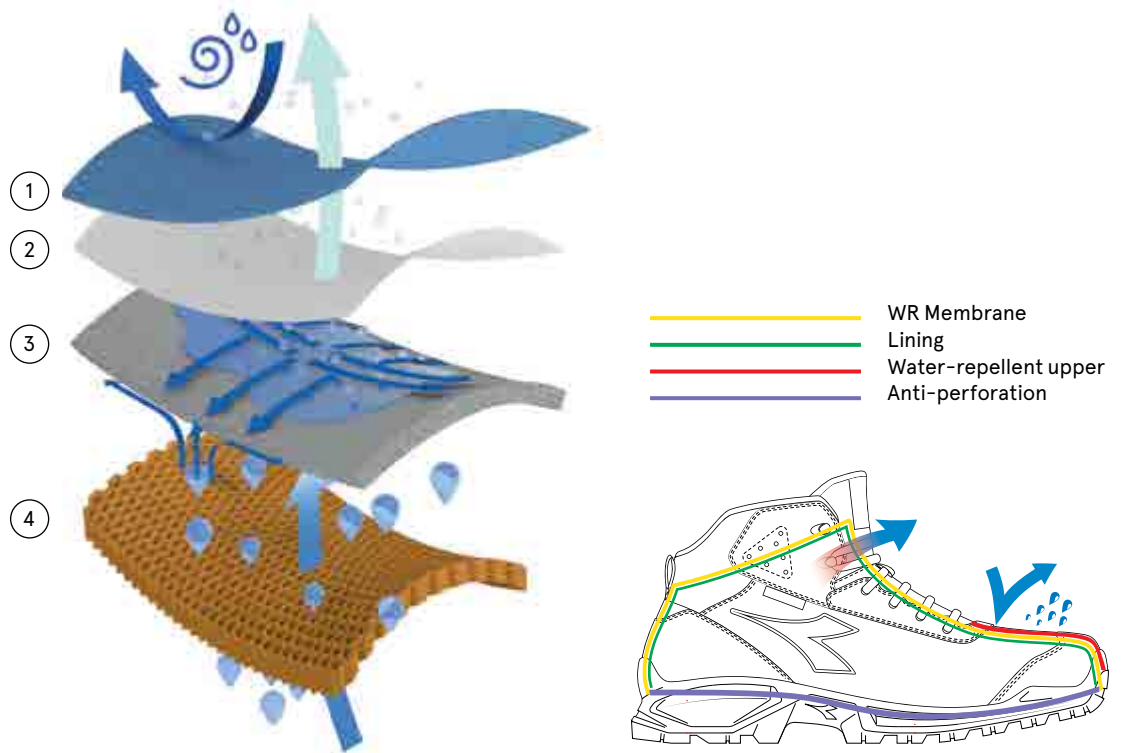 1
2
3
4
WR Membrane
Lining
Water-repellent upper
Anti-perforation